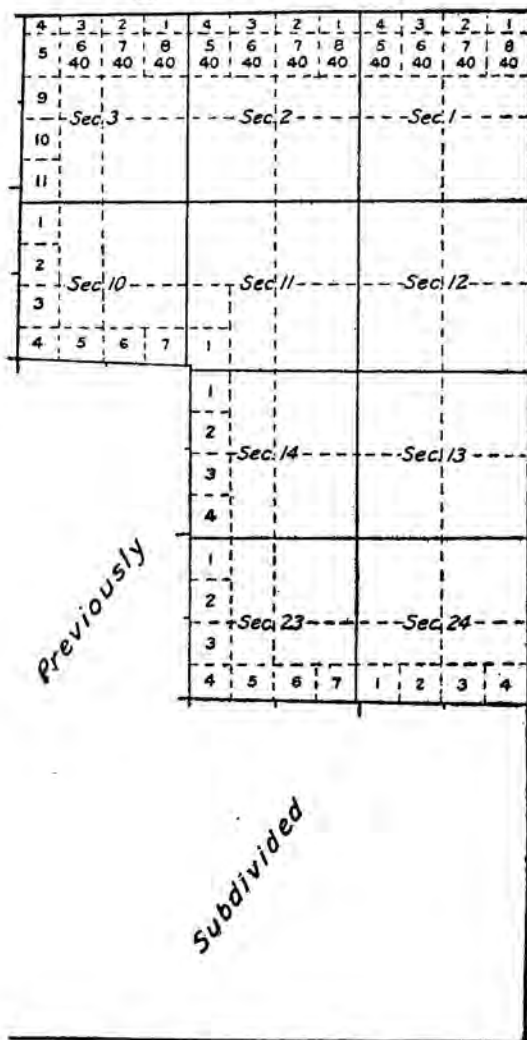 4 3 2 1 4 3 2 1 4 3 2 1
5 6 7 8 5 6 7 8 5 6 7 8
40 40 40 40 40 40 40 40 40 40 40
9
Sec. 3 Sec. 2 Sec. 1
10
11
1
2
Sec. 10 Sec. 11 Sec. 12
3
4 5 6 7 1
1
2
Sec. 14 Sec. 13
3
4
1
2
Sec. 23 Sec. 24
3
4 5 6 7 1 2 3 4
Previously
Subdivided